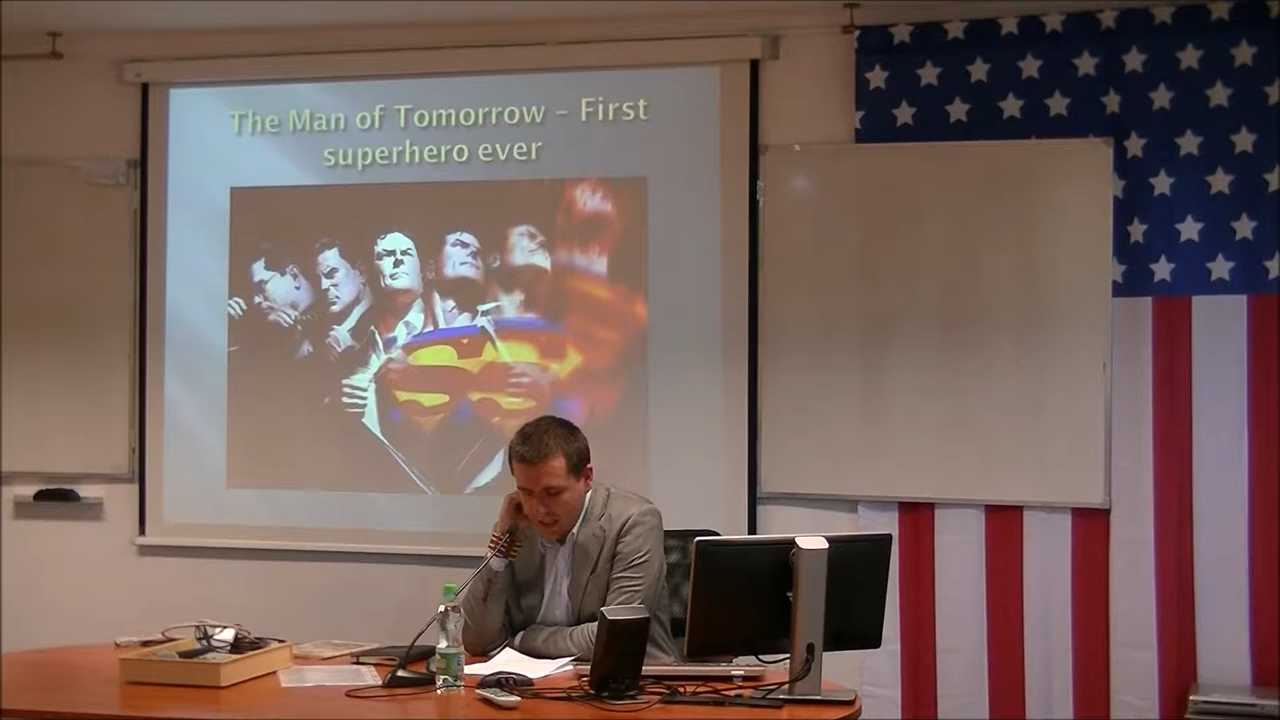 The Man of Tomorrow – First
superhero ever